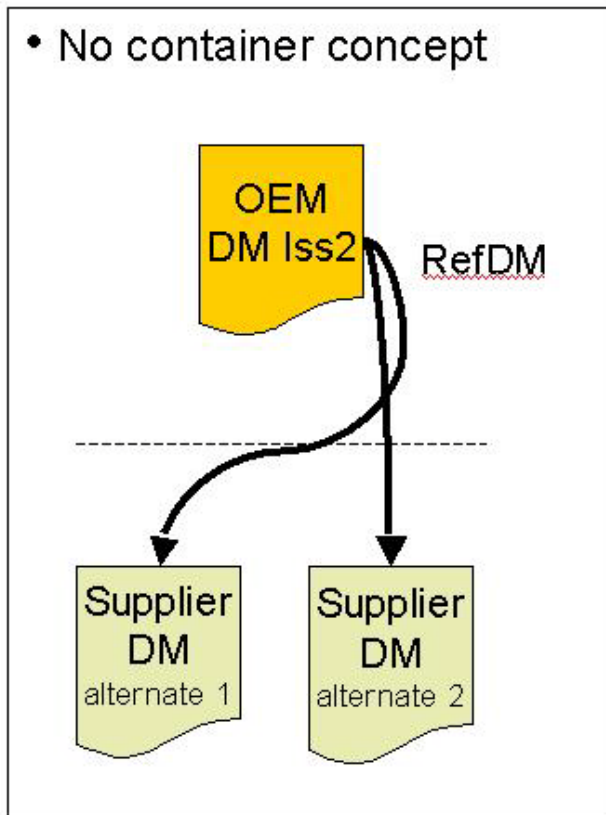 • No container concept
OEM
DM Iss2
RefDM
Supplier
DM
alternate 1
Supplier
DM
alternate 2